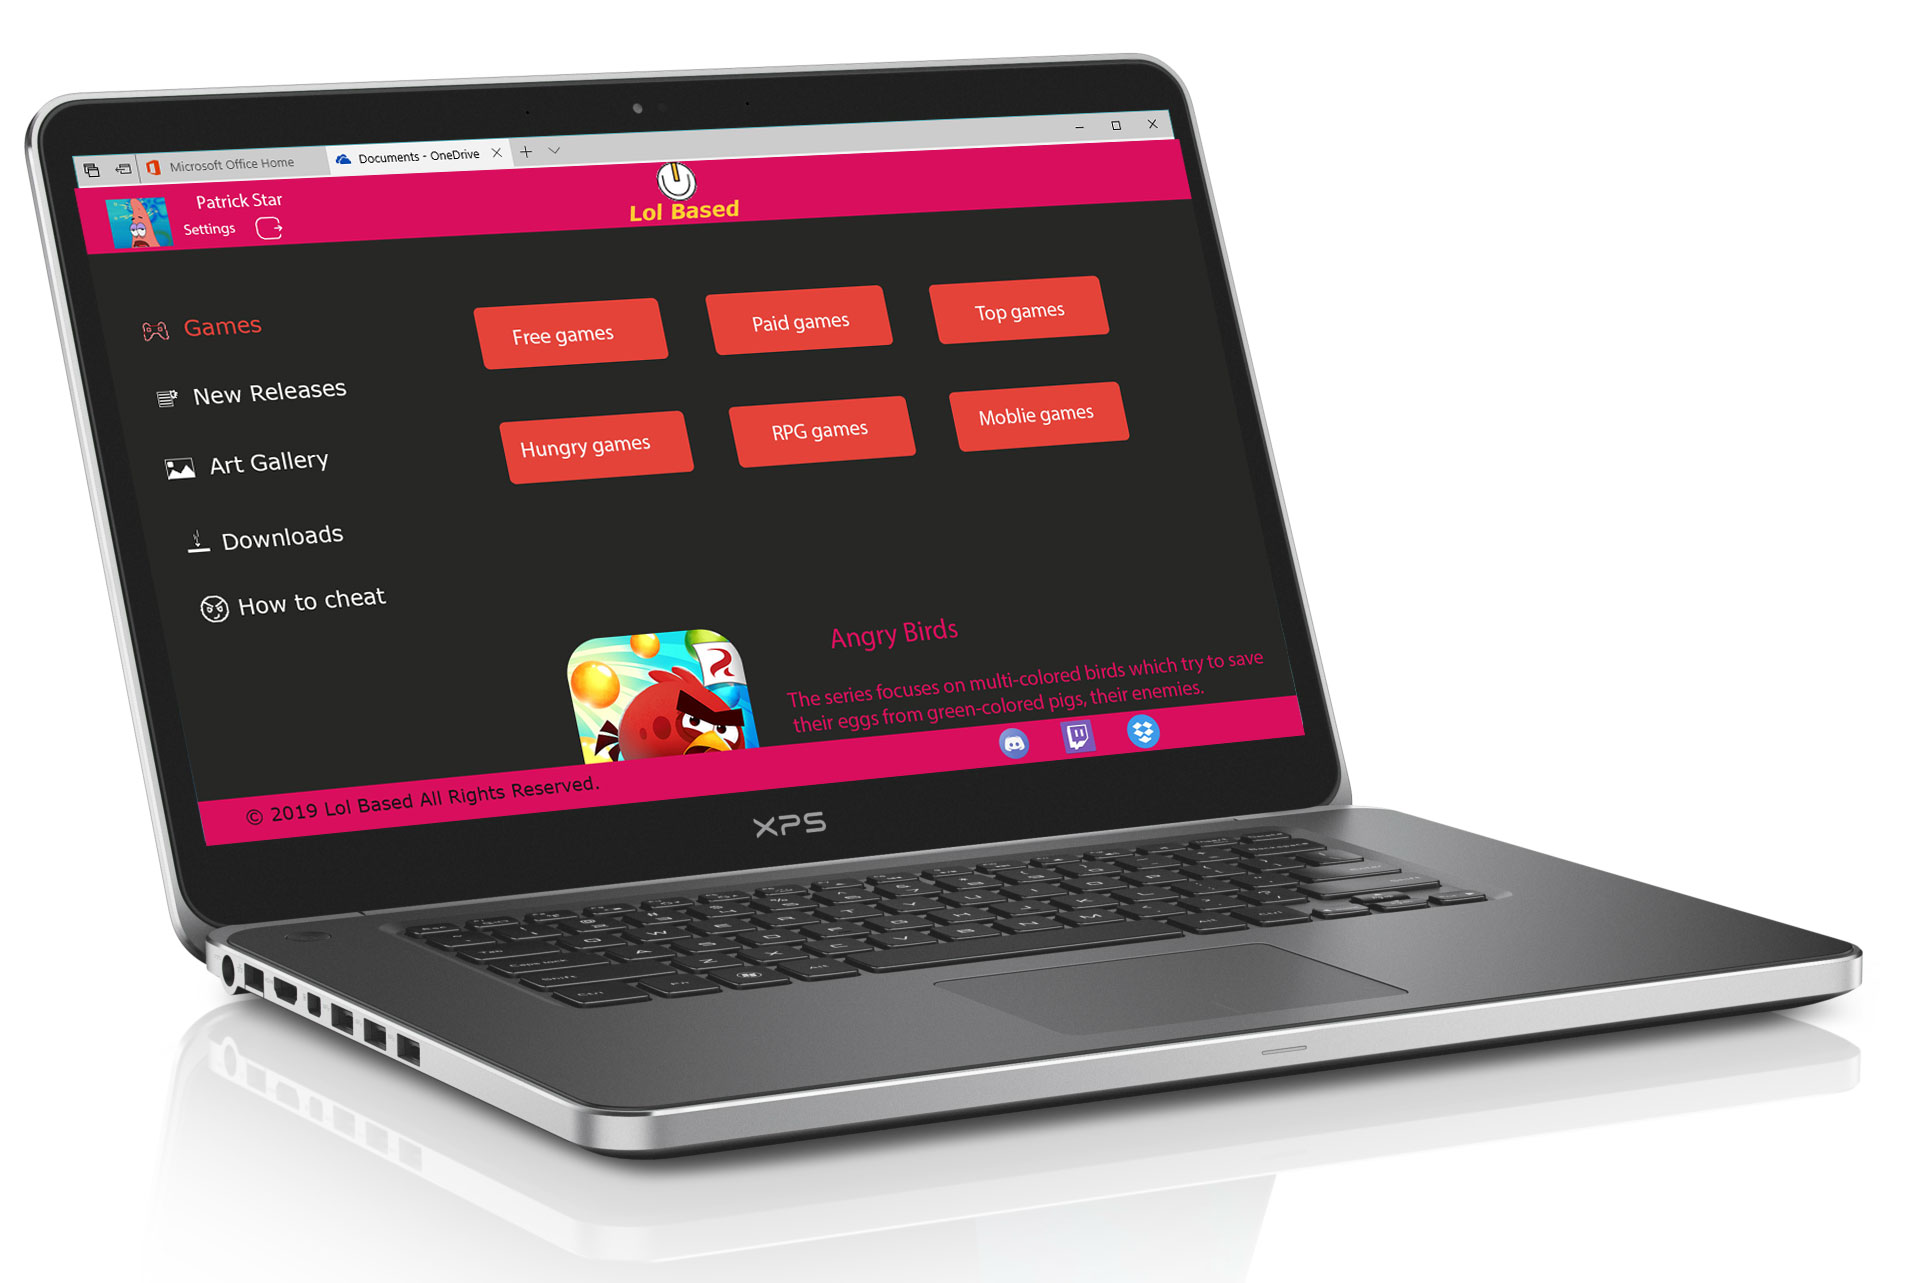 Microsoft Office Home
Documents - OneDrive
Patrick Star
Settings
Lol Based
Games
New Releases
Art Gallery
Downloads
How to cheat
Free games
Paid games
Top games
Hungry games
RPG games
Moblie games
Angry Birds
The series focuses on multi-colored birds which try to save
their eggs from green-colored pigs, their enemies.
© 2019 Lol Based All Rights Reserved.
XPS